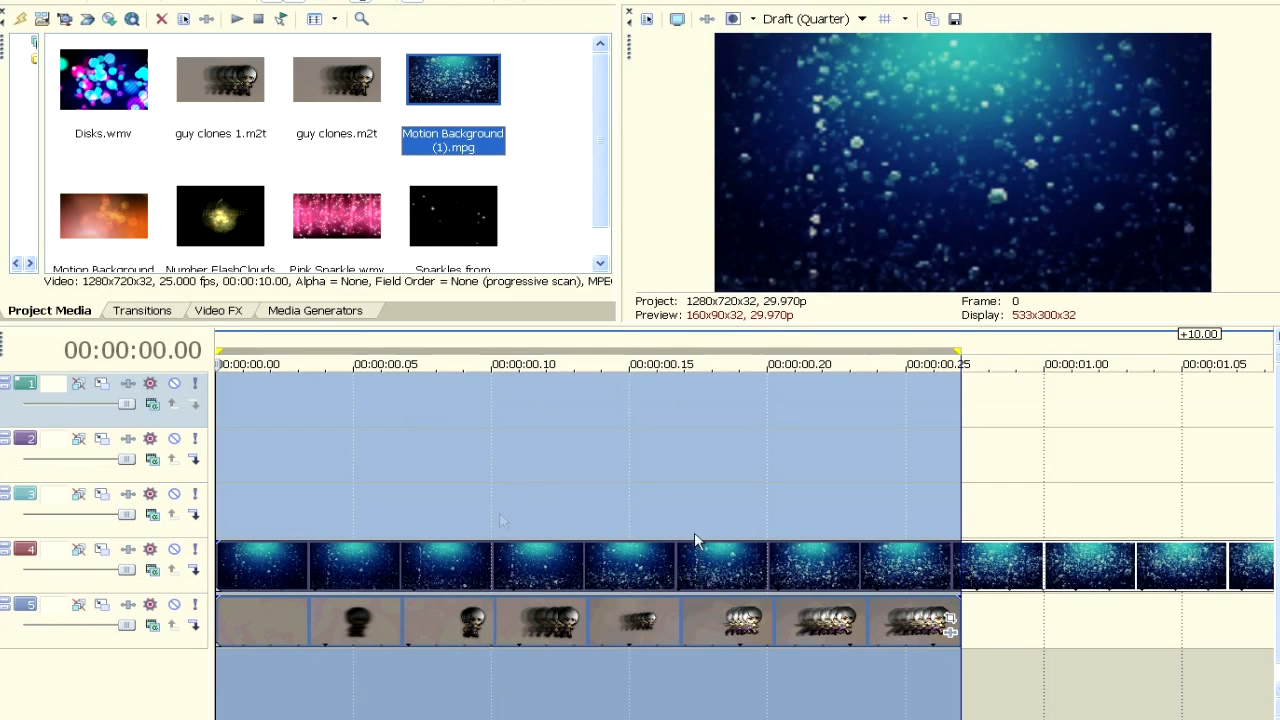 Draft (Quarter)
Disks.wmv
guy clones 1.m2t
guy clones.m2t
Motion Background
(1).mpg
Motion Background
Number FlashClouds
Pink Sparkle.wmv
Sparkles from
Video: 1280x720x32, 25.000 fps, 00:00:10.00, Alpha = None, Field Order = None (progressive scan), MPE
Project Media
Transitions
Video FX
Media Generators
Project: 1280x720x32, 29.970p
Frame: 0
Preview: 160x90x32, 29.970p
Display: 533x300x32
+10.00
00:00:00.00
00:00:00.00
00:00:00.05
00:00:00.10
00:00:00.15
00:00:00.20
00:00:00.25
00:00:01.00
00:00:01.05
1
2
3
4
5